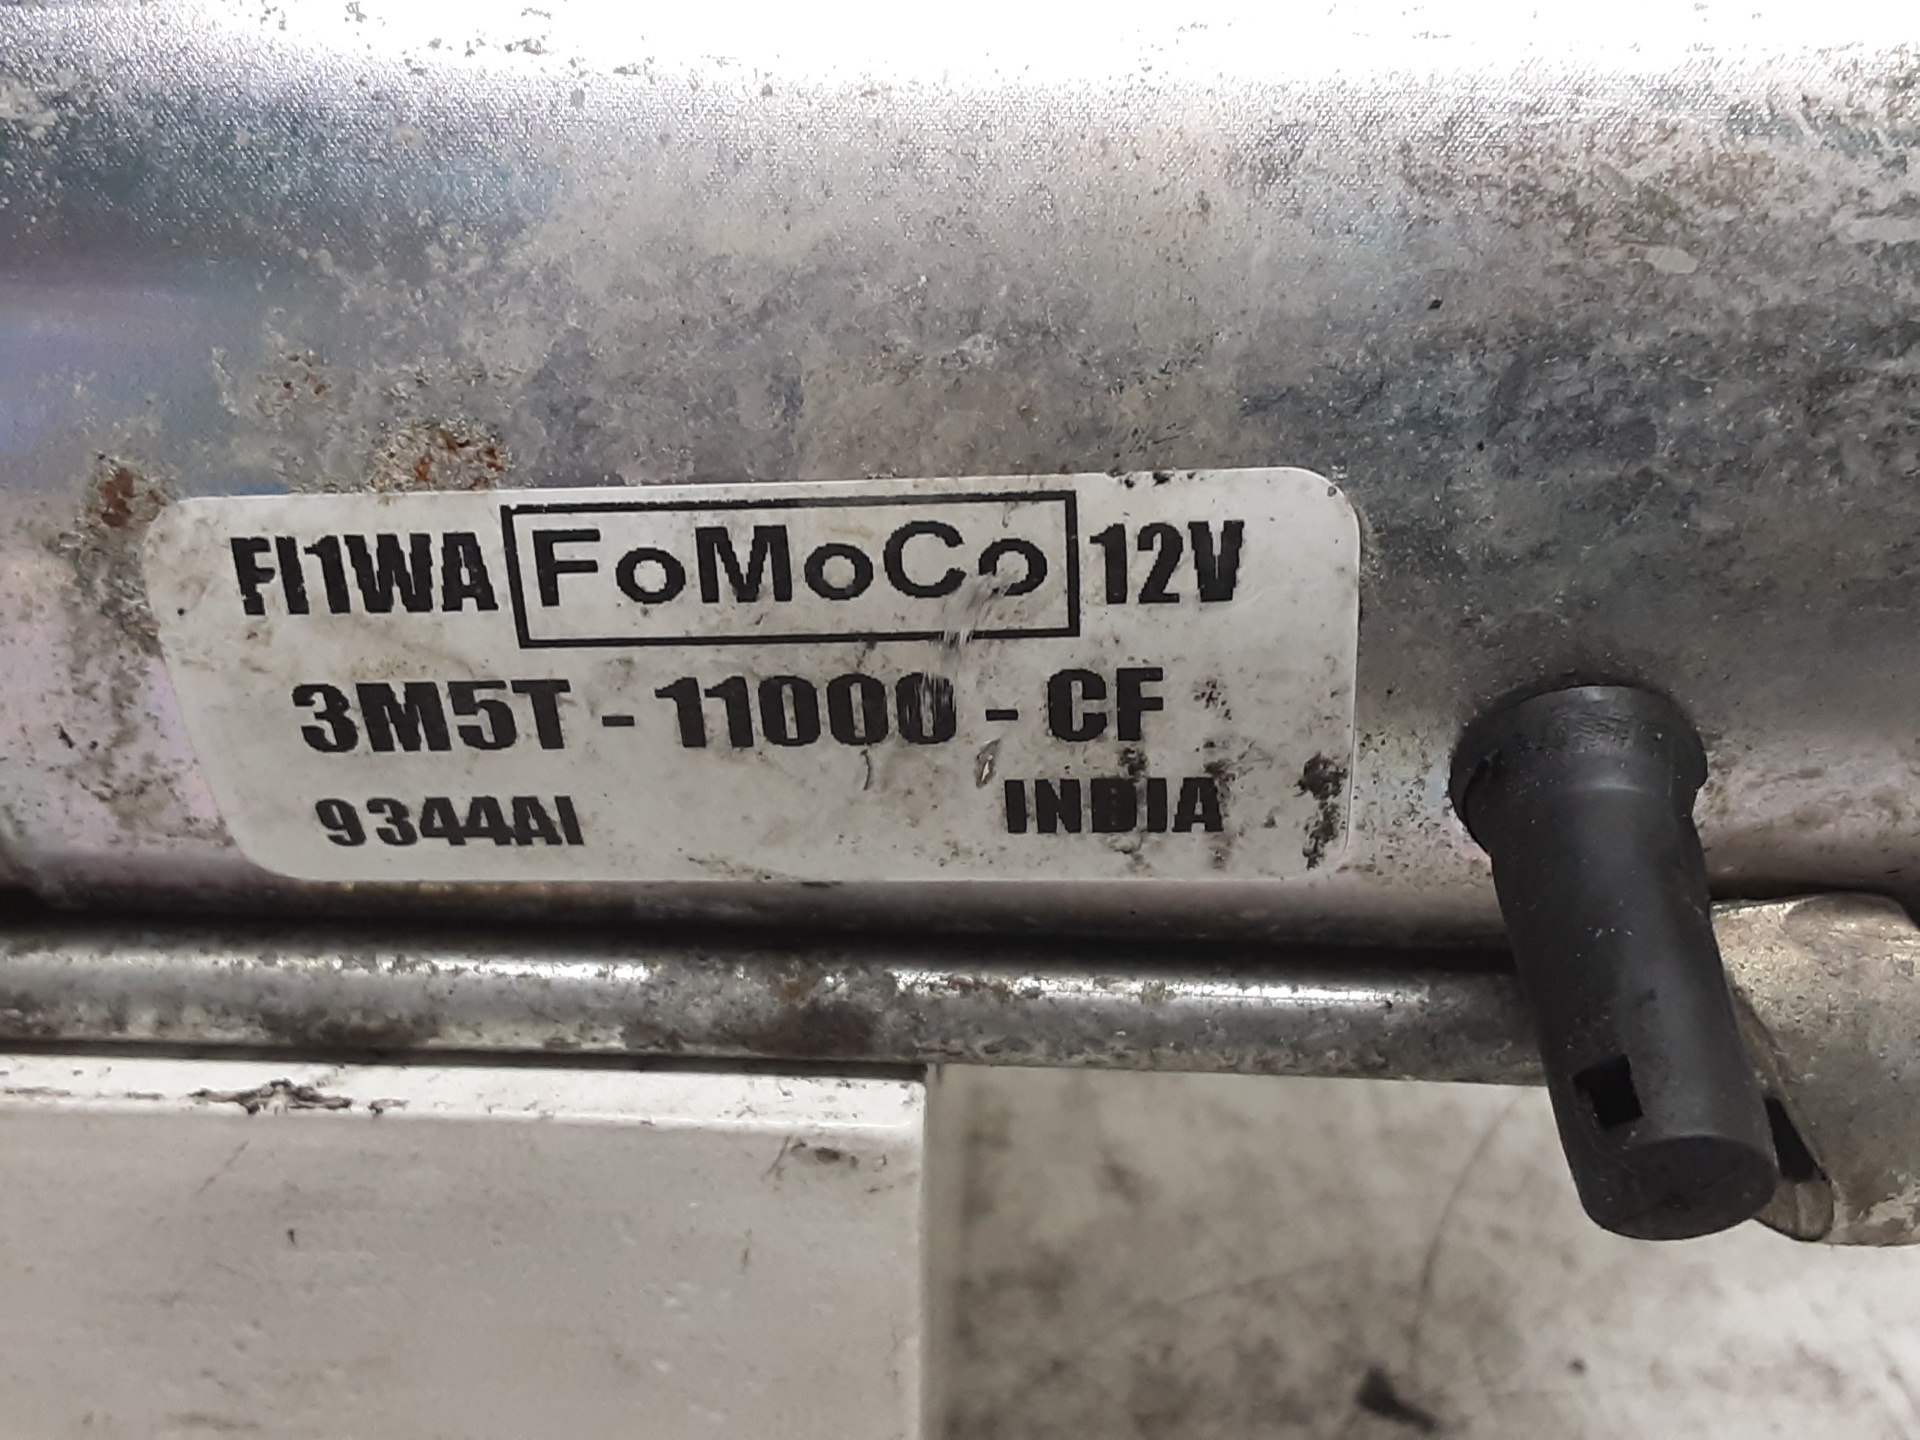 FI1WA FoMoCo 12V
3M5T - 11000 - CF
9344AI INDIA